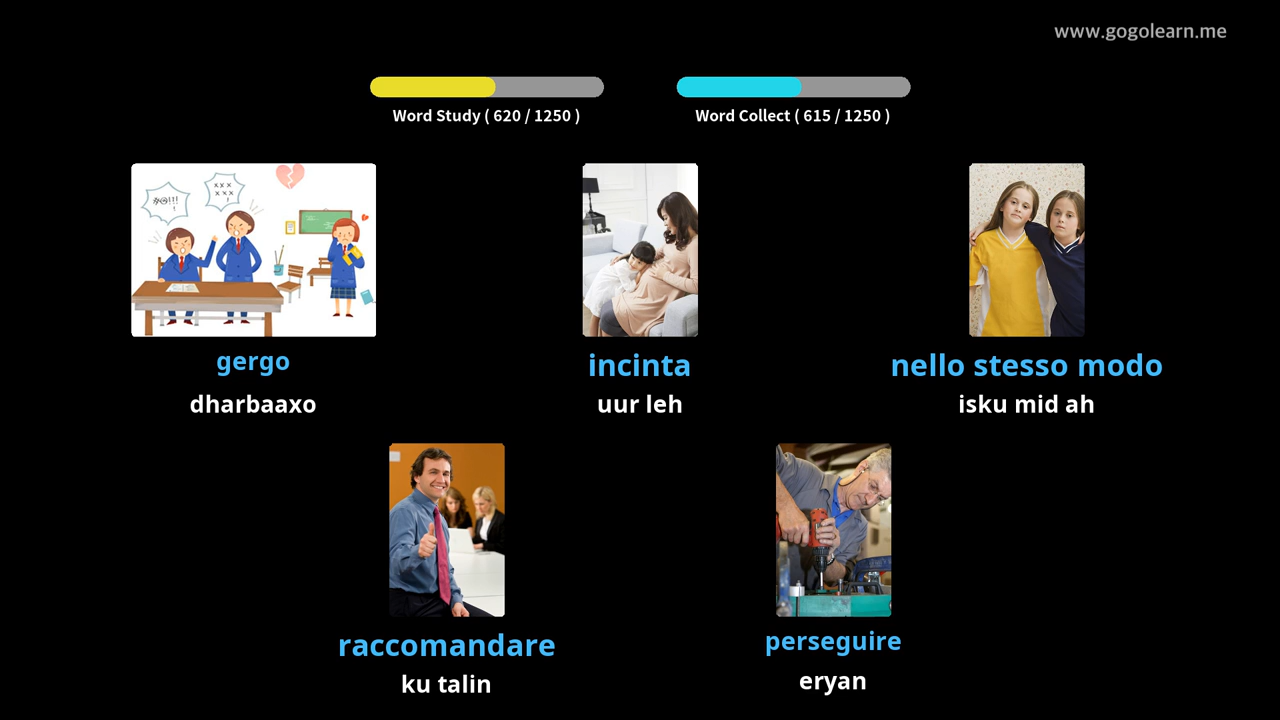 www.gogolearn.me
Word Study ( 620 / 1250 )
Word Collect ( 615 / 1250 )
gergo
dharbaaxo
incinta
uur leh
nello stesso modo
isku mid ah
raccomandare
ku talin
perseguire
eryan